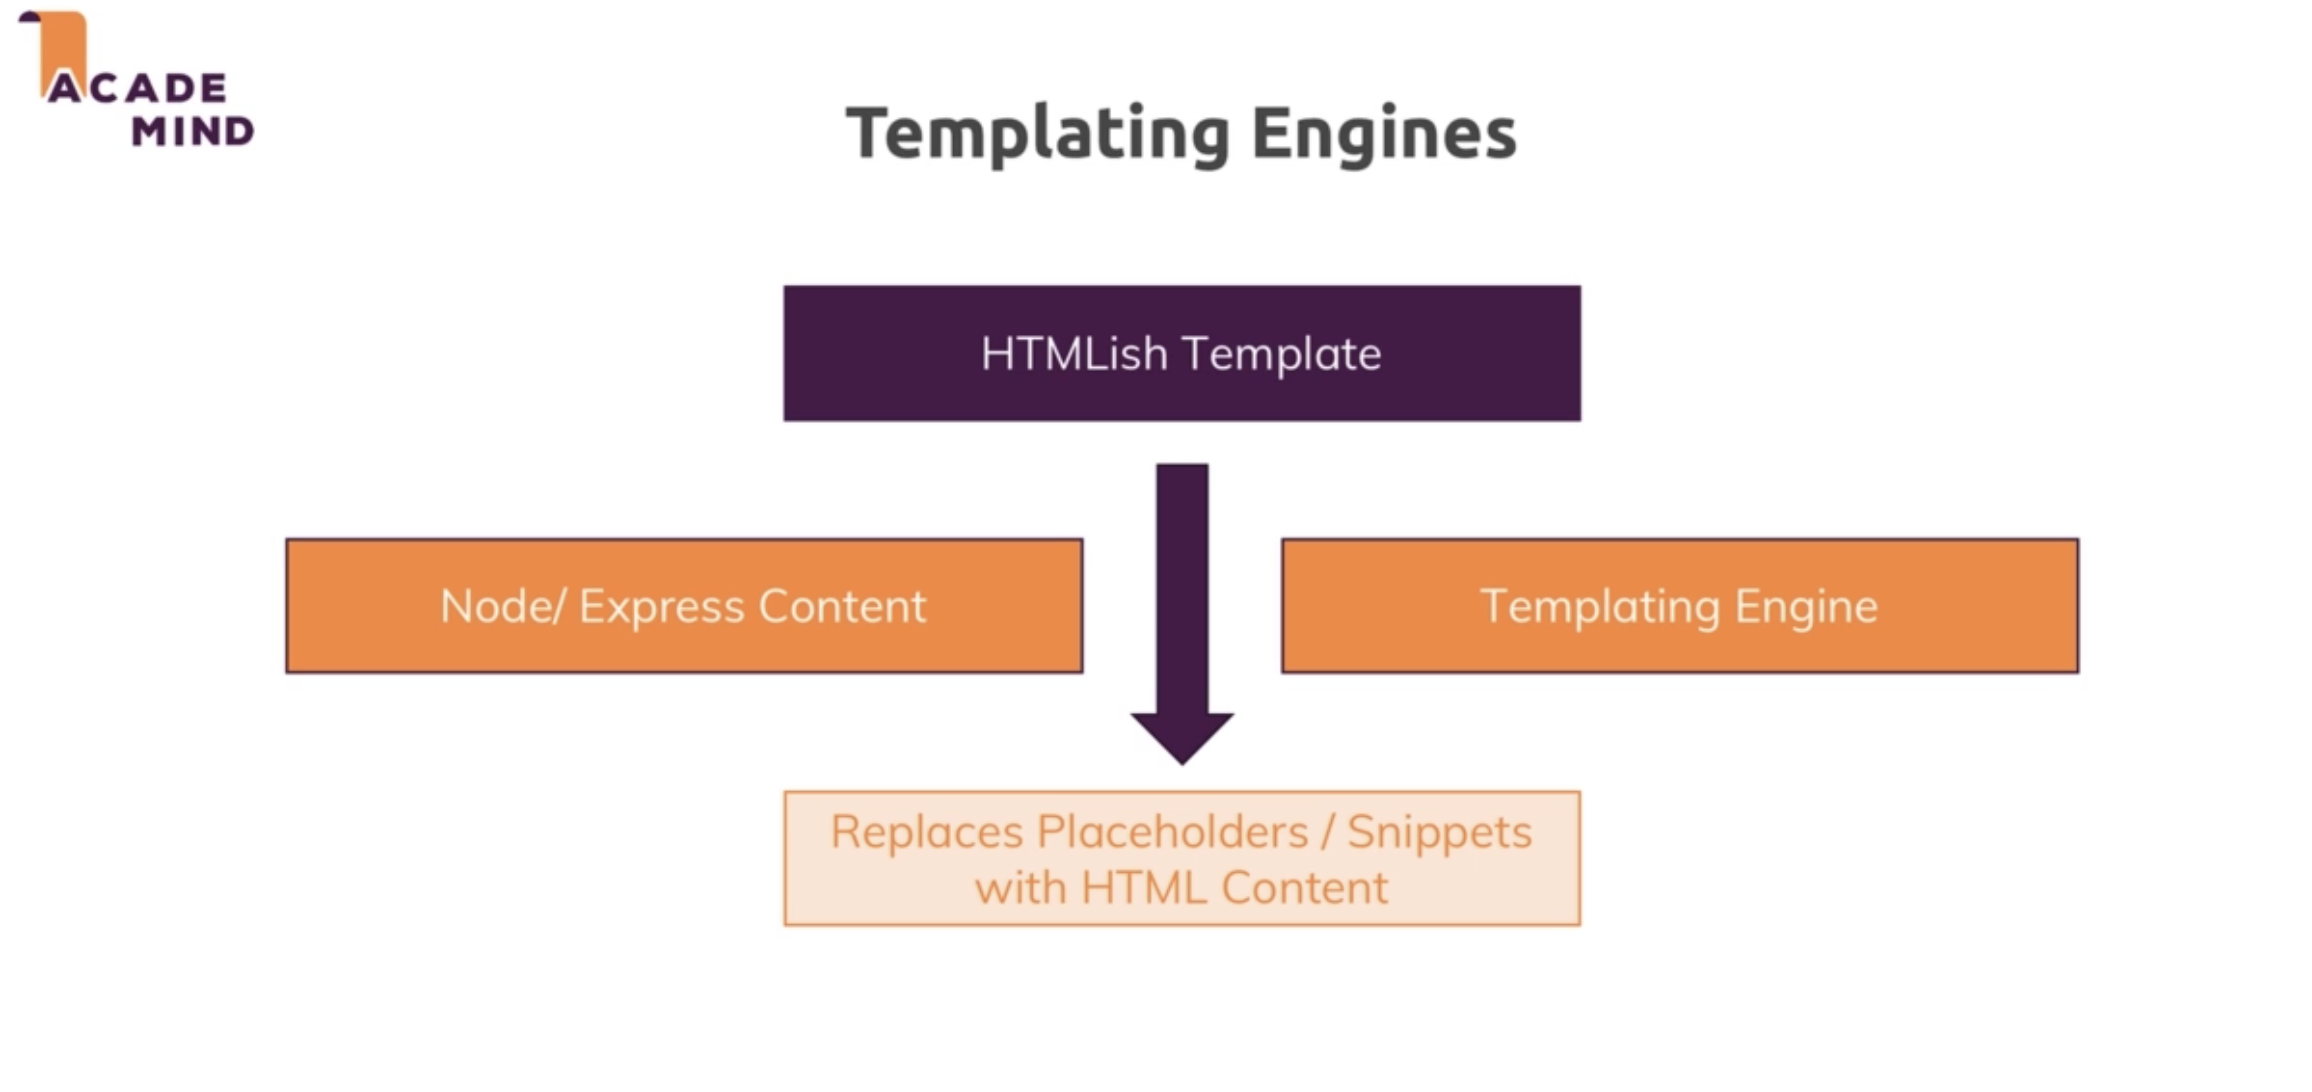 ACADE
MIND
Templating Engines
HTMLish Template
Node/ Express Content
Templating Engine
Replaces Placeholders / Snippets
with HTML Content